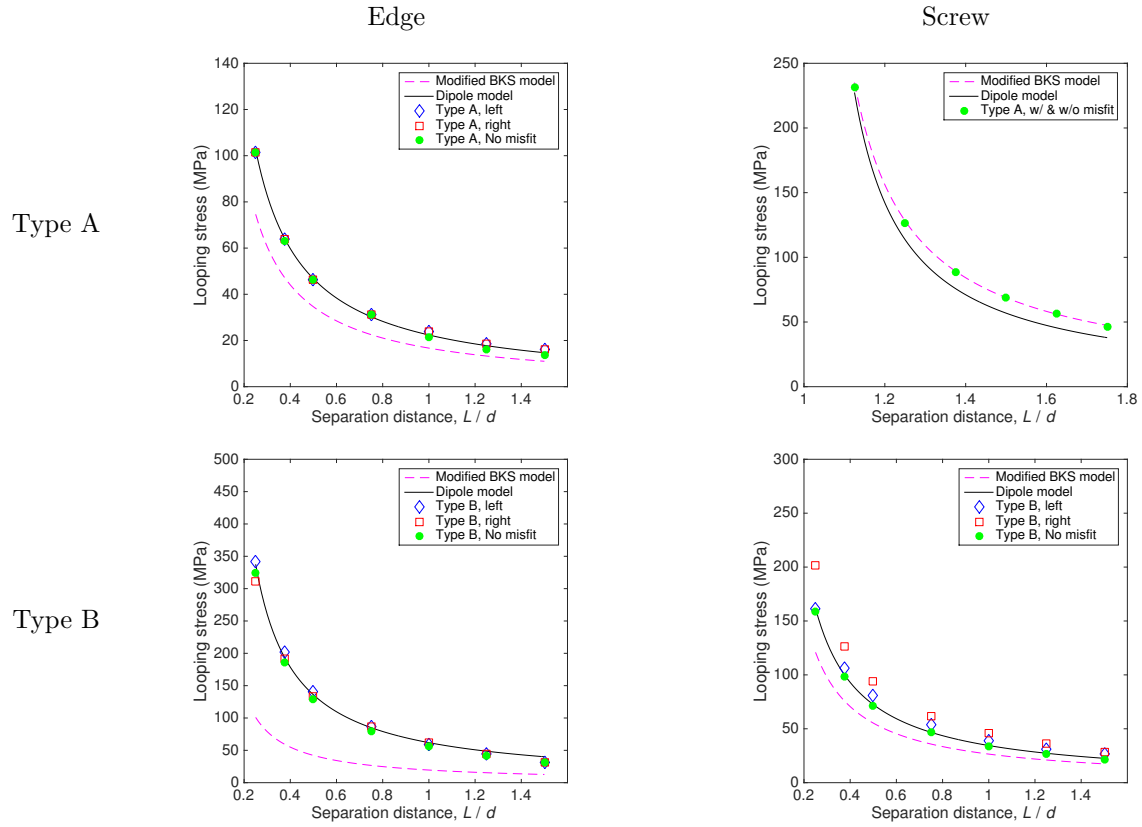 Edge
Screw
Type A
140
120
100
80
60
40
20
0
0.2 0.4 0.6 0.8 1 1.2 1.4
Looping stress (MPa)
Separation distance, L / d
Modified BKS model
Dipole model
Type A, left
Type A, right
Type A, No misfit
250
200
150
100
50
0
1 1.2 1.4 1.6 1.8
Looping stress (MPa)
Separation distance, L / d
Modified BKS model
Dipole model
Type A, w/ & w/o misfit
Type B
500
450
400
350
300
250
200
150
100
50
0
0.2 0.4 0.6 0.8 1 1.2 1.4
Looping stress (MPa)
Separation distance, L / d
Modified BKS model
Dipole model
Type B, left
Type B, right
Type B, No misfit
300
250
200
150
100
50
0
0.2 0.4 0.6 0.8 1 1.2 1.4
Looping stress (MPa)
Separation distance, L / d
Modified BKS model
Dipole model
Type B, left
Type B, right
Type B, No misfit